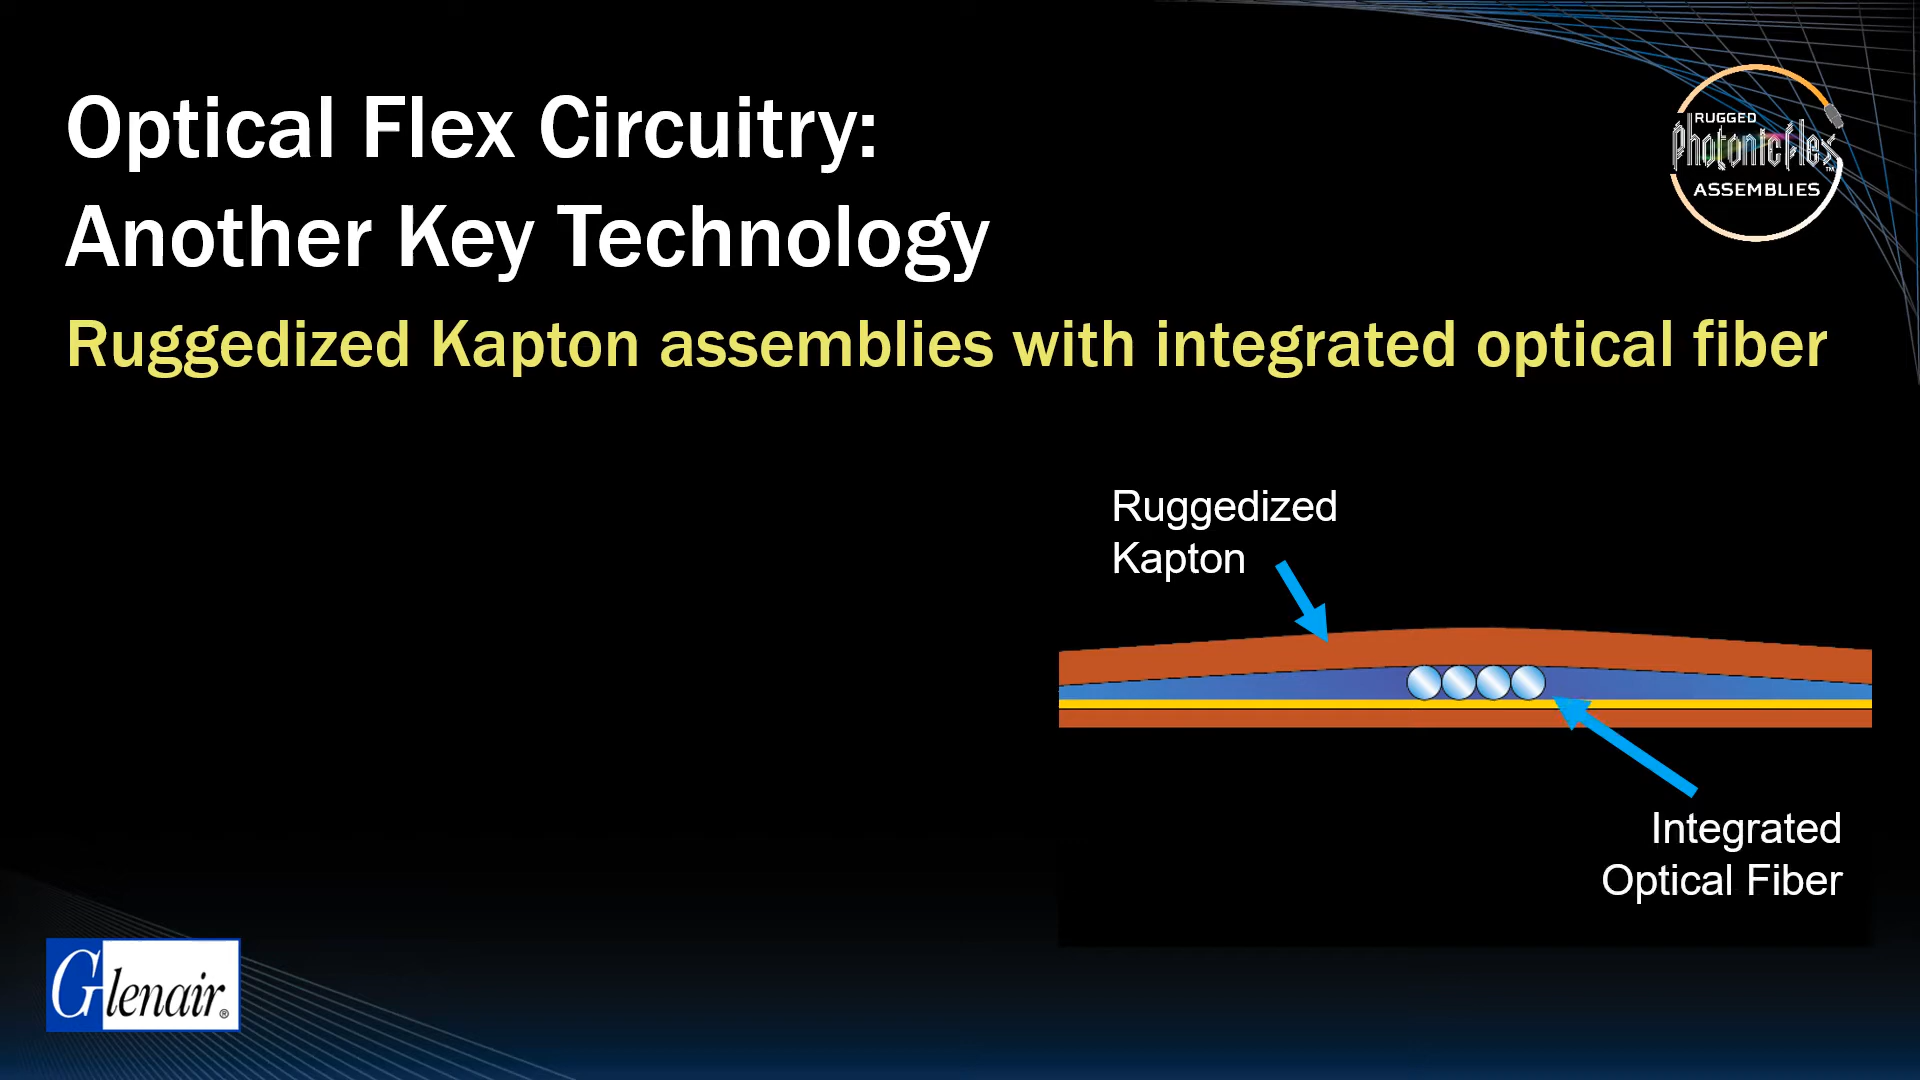 Optical Flex Circuitry:
Another Key Technology
Ruggedized Kapton assemblies with integrated optical fiber
RUGGED
PhotonicFlex™
ASSEMBLIES
Ruggedized
Kapton
Integrated
Optical Fiber
Glenair®